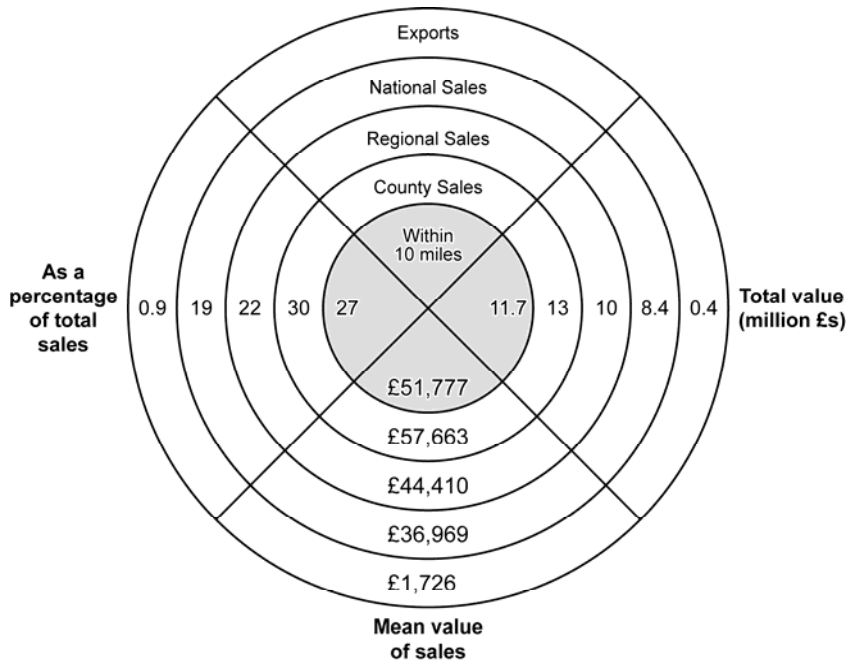 Exports
National Sales
Regional Sales
County Sales
Within
10 miles
As a
percentage
of total
sales
0.9 19 22 30 27 11.7 13 10 8.4 0.4
Total value
(million £s)
£51,777
£57,663
£44,410
£36,969
£1,726
Mean value
of sales